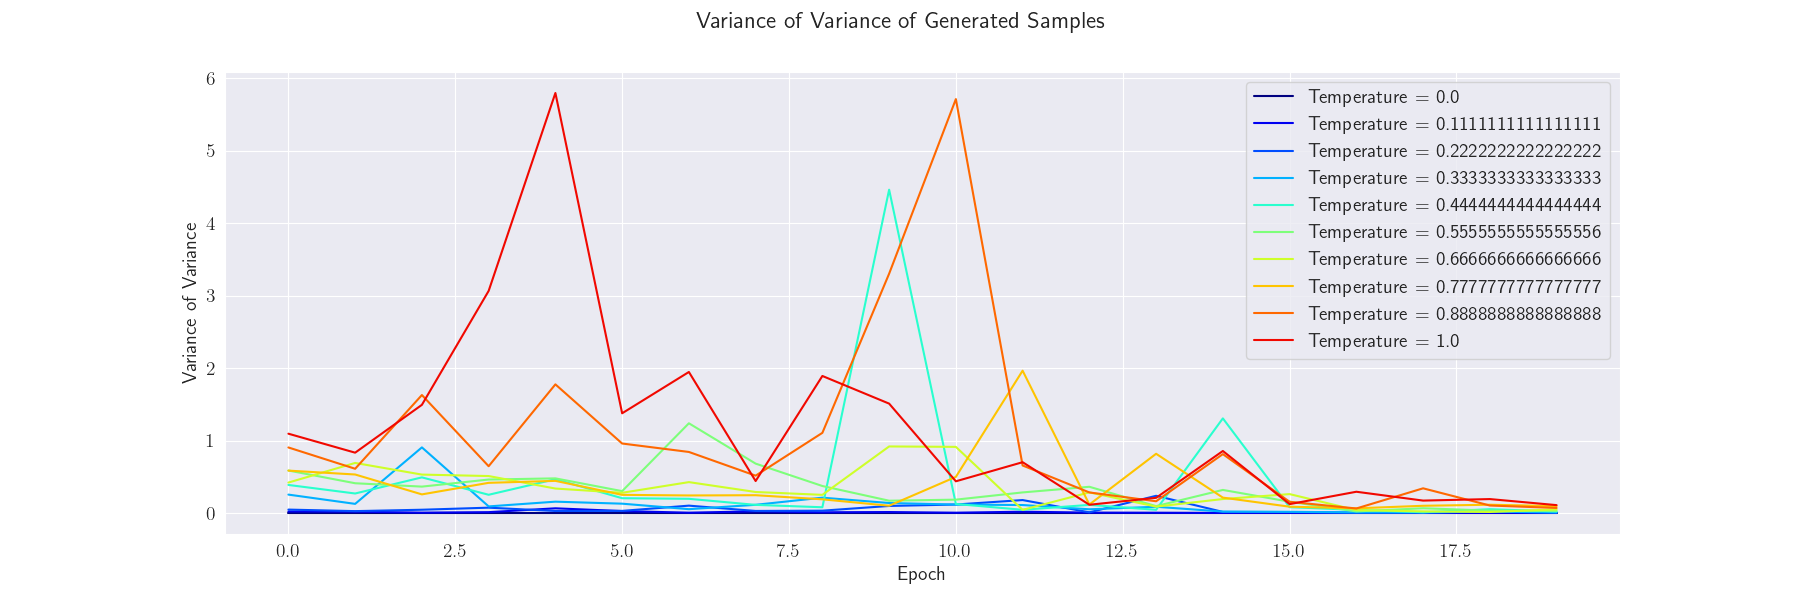 Variance of Variance of Generated Samples
6
5
4
3
2
1
0
Variance of Variance
0.0 2.5 5.0 7.5 10.0 12.5 15.0 17.5
Epoch
Temperature = 0.0
Temperature = 0.1111111111111111
Temperature = 0.2222222222222222
Temperature = 0.3333333333333333
Temperature = 0.4444444444444444
Temperature = 0.5555555555555556
Temperature = 0.6666666666666666
Temperature = 0.7777777777777777
Temperature = 0.8888888888888888
Temperature = 1.0